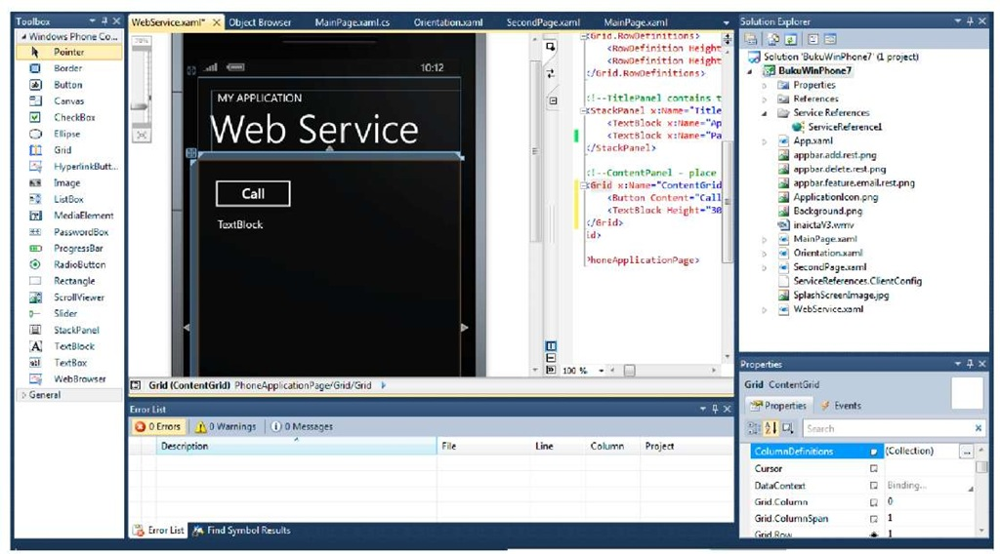 Toolbox
Windows Phone Co...
Pointer
Border
Button
Canvas
CheckBox
Ellipse
Grid
HyperlinkButt...
Image
ListBox
MediaElement
PasswordBox
ProgressBar
RadioButton
Rectangle
ScrollViewer
Slider
StackPanel
TextBlock
TextBox
WebBrowser
General
WebService.xaml*
Object Browser
MainPage.xaml.cs
Orientation.xaml
SecondPage.xaml
MainPage.xaml
10:12
MY APPLICATION
Web Service
Call
TextBlock
<Grid.RowDefinitions>
<RowDefinition Height
<RowDefinition Height
</Grid.RowDefinitions>
<!--TitlePanel contains t
<StackPanel x:Name="Title
<TextBlock x:Name="Ap
<TextBlock x:Name="Pa
</StackPanel>
<!--ContentPanel - place
<Grid x:Name="ContentGrid
<Button Content="Call
<TextBlock Height="30
</Grid>
id>
PhoneApplicationPage>
100 %
Grid (ContentGrid) PhoneApplicationPage/Grid/Grid
Error List
0 Errors
0 Warnings
0 Messages
Description
File
Line
Column
Project
Error List
Find Symbol Results
Solution Explorer
Solution 'BukuWinPhone7' (1 project)
BukuWinPhone7
Properties
References
Service References
ServiceReference1
App.xaml
appbar.add.rest.png
appbar.delete.rest.png
appbar.feature.email.rest.png
ApplicationIcon.png
Background.png
inaictaV3.wmv
MainPage.xaml
Orientation.xaml
SecondPage.xaml
ServiceReferences.ClientConfig
SplashScreenImage.jpg
WebService.xaml
Properties
Grid ContentGrid
Properties
Events
Search
ColumnDefinitions (Collection) ...
Cursor
DataContext Binding...
Grid.Column 0
Grid.ColumnSpan 1
Grid.Row 1